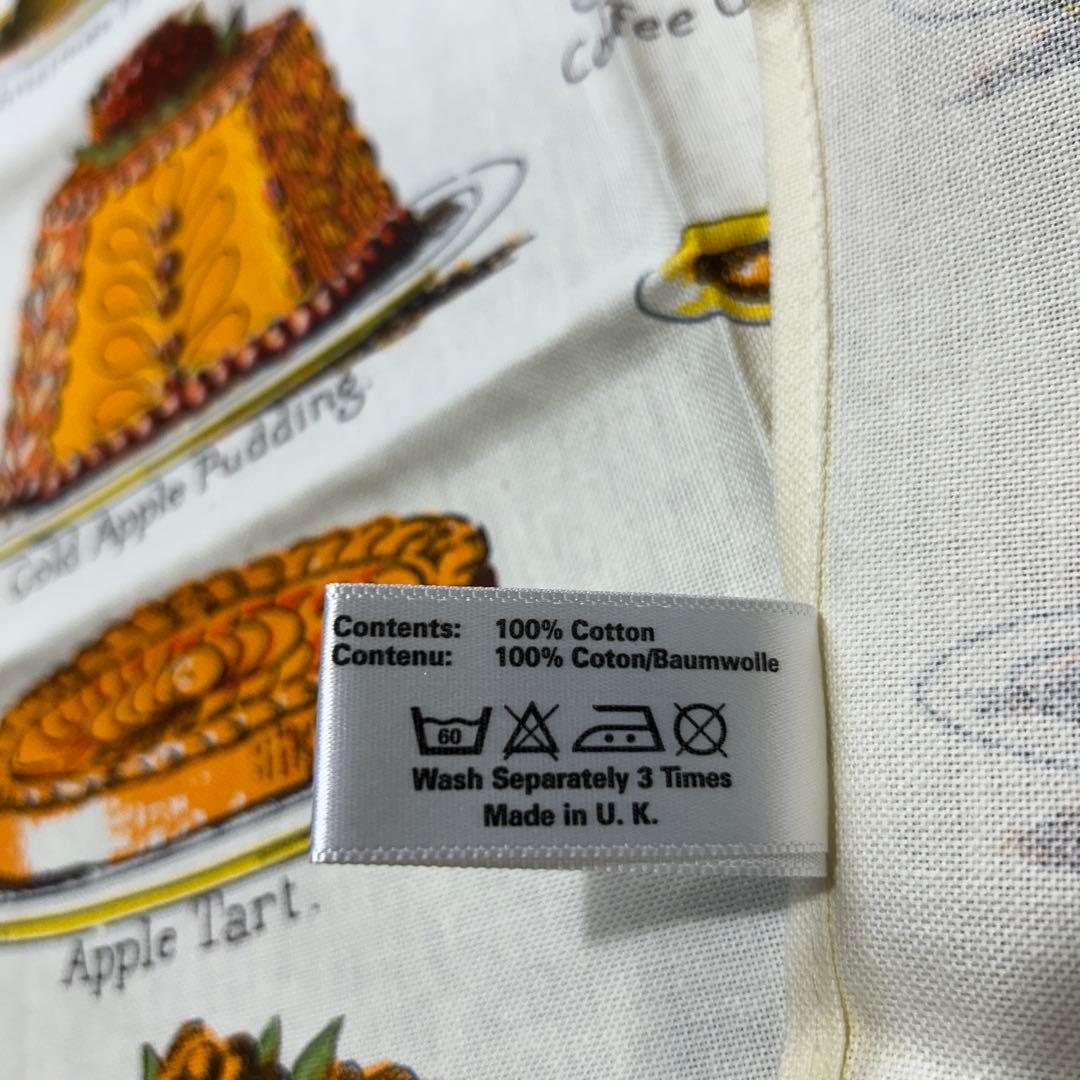 Coffee
Cold Apple Pudding.
Contents: 100% Cotton
Contenu: 100% Coton/Baumwolle
60
Wash Separately 3 Times
Made in U. K.
Apple Tart.